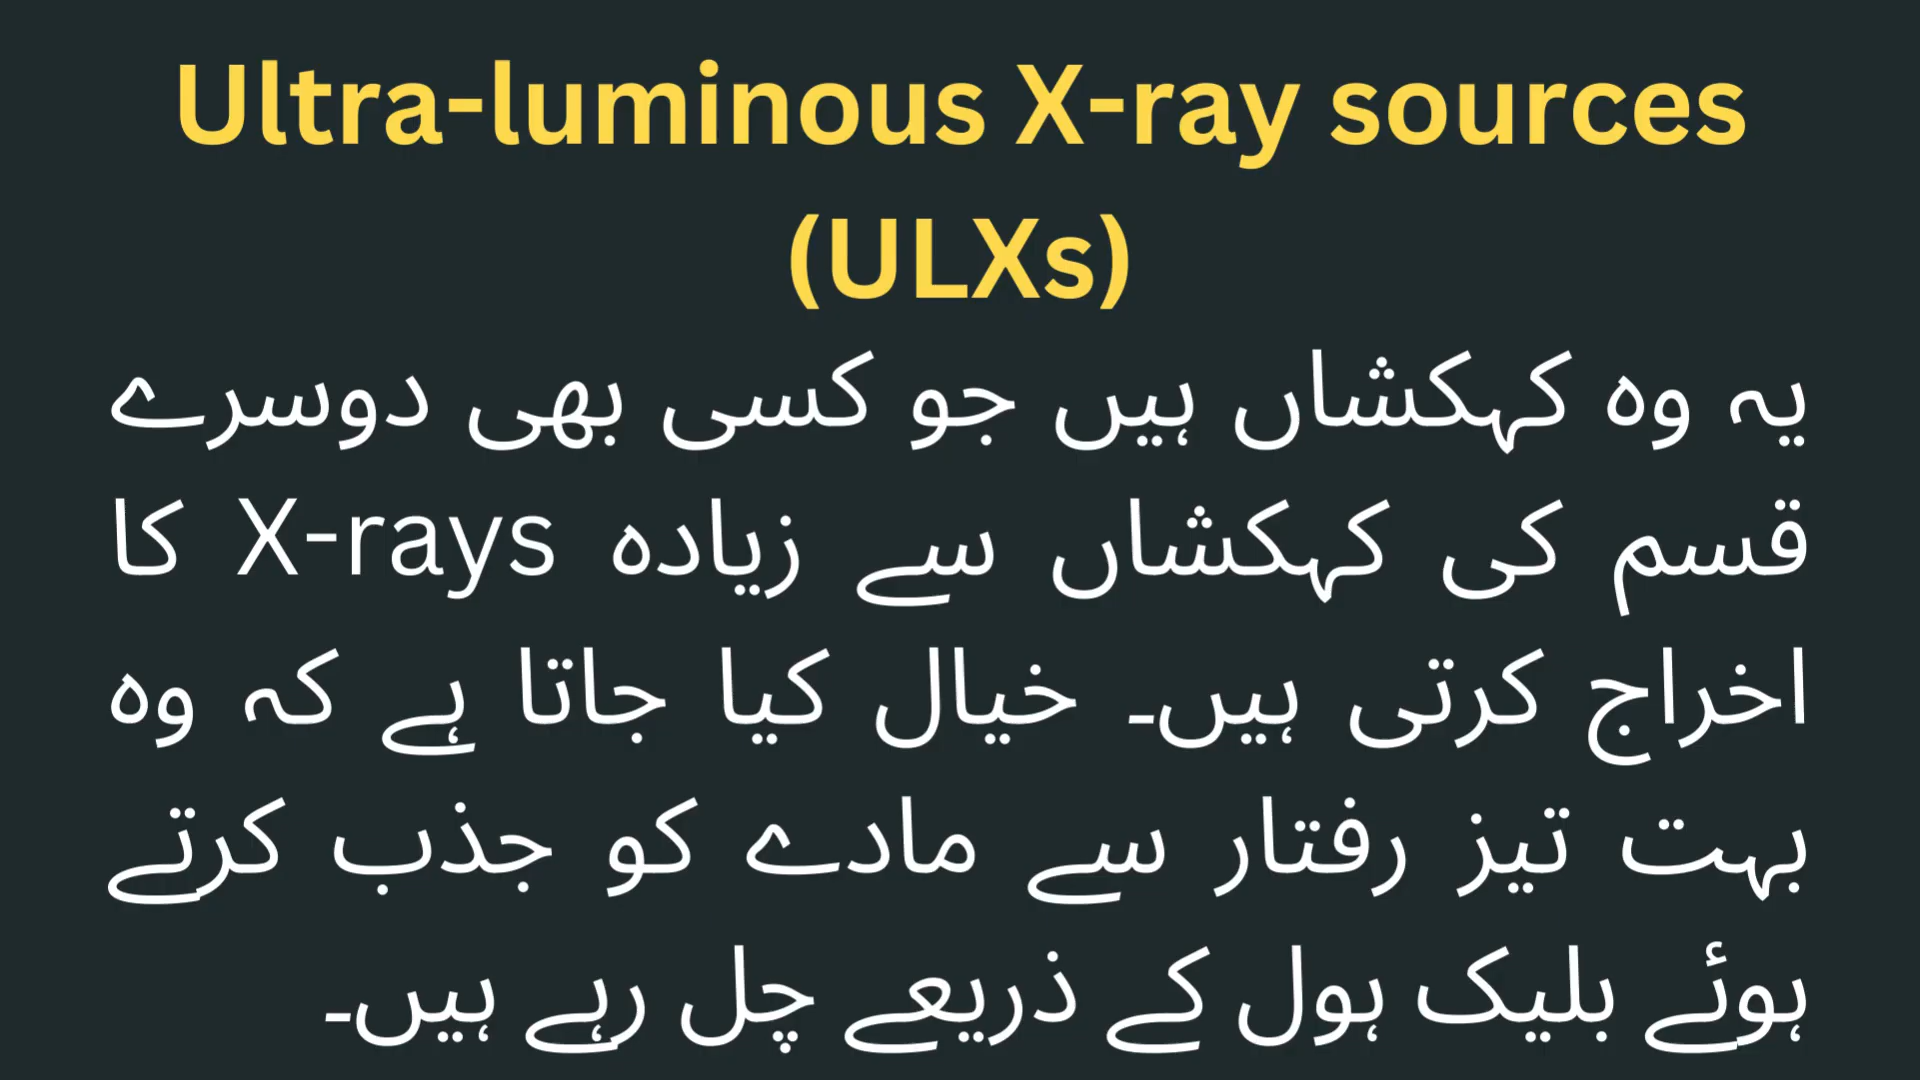 Ultra-luminous X-ray sources
(ULXs)
یہ وہ کہکشاں ہیں جو کسی بھی دوسرے
قسم کی کہکشاں سے زیادہ X-rays کا
اخراج کرتی ہیں۔ خیال کیا جاتا ہے کہ وہ
بہت تیز رفتار سے مادے کو جذب کرتے
ہوئے بلیک ہول کے ذریعے چل رہے ہیں۔